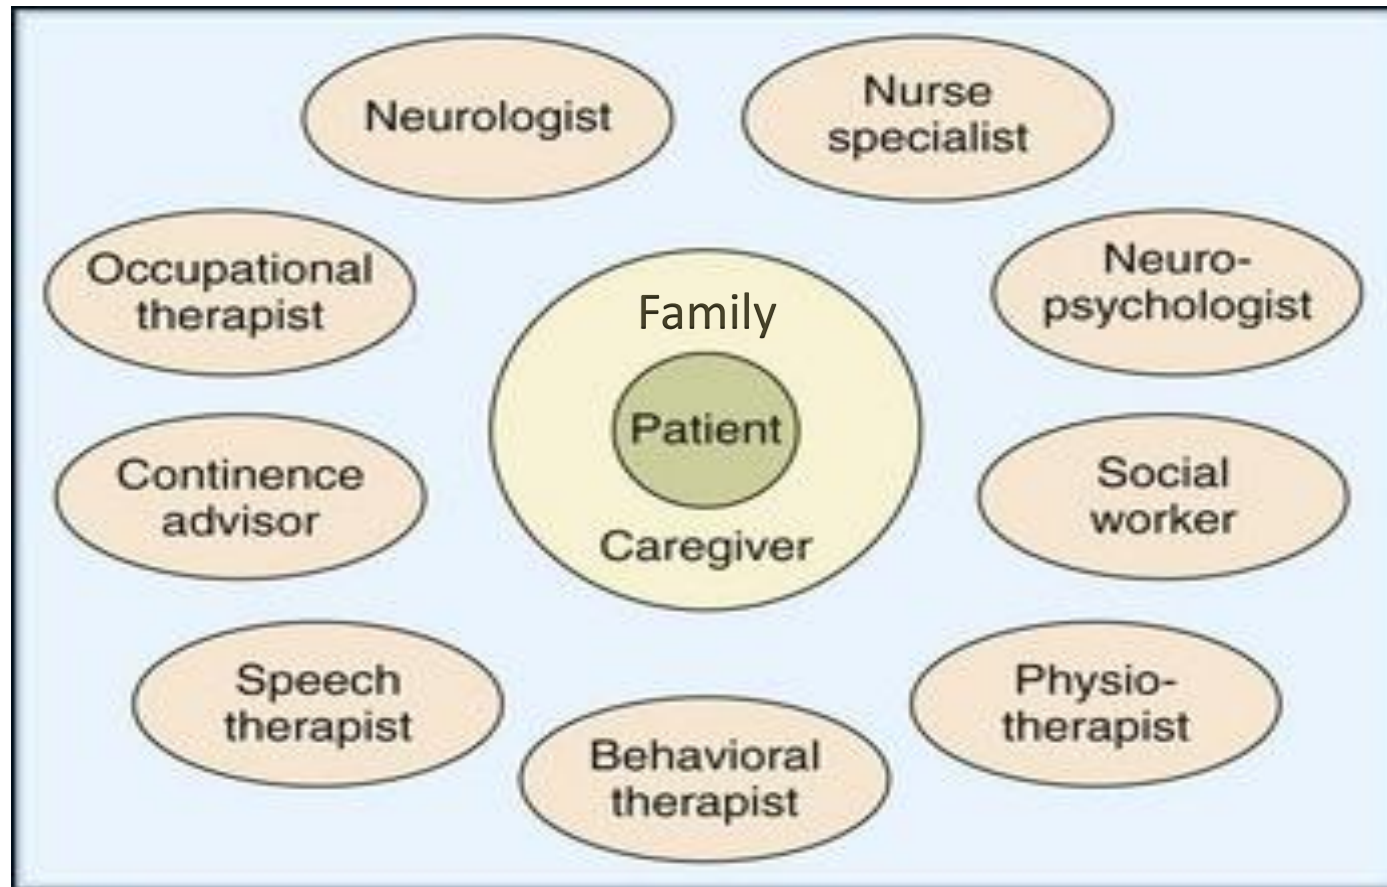 Neurologist
Nurse
specialist
Occupational
therapist
Family
Neuro-
psychologist
Patient
Continence
advisor
Caregiver
Social
worker
Speech
therapist
Behavioral
therapist
Physio-
therapist